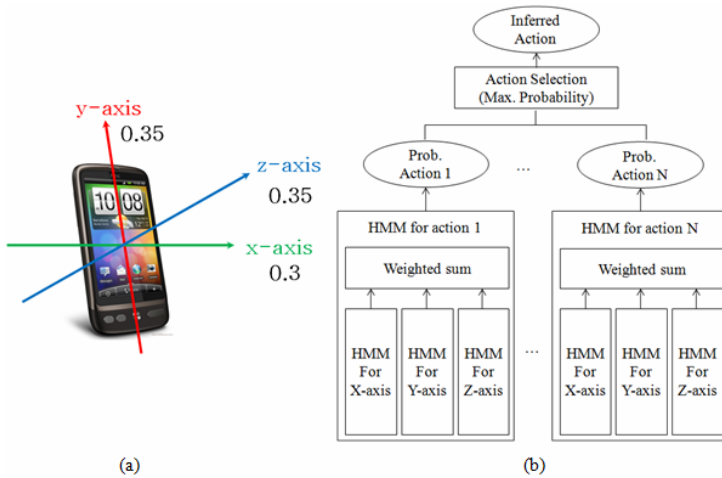 y-axis
0.35
z-axis
0.35
x-axis
0.3
10 08
(a)
Inferred
Action
Action Selection
(Max. Probability)
Prob.
Action 1
...
Prob.
Action N
HMM for action 1
Weighted sum
HMM
For
X-axis
HMM
For
Y-axis
HMM
For
Z-axis
...
HMM for action N
Weighted sum
HMM
For
X-axis
HMM
For
Y-axis
HMM
For
Z-axis
(b)